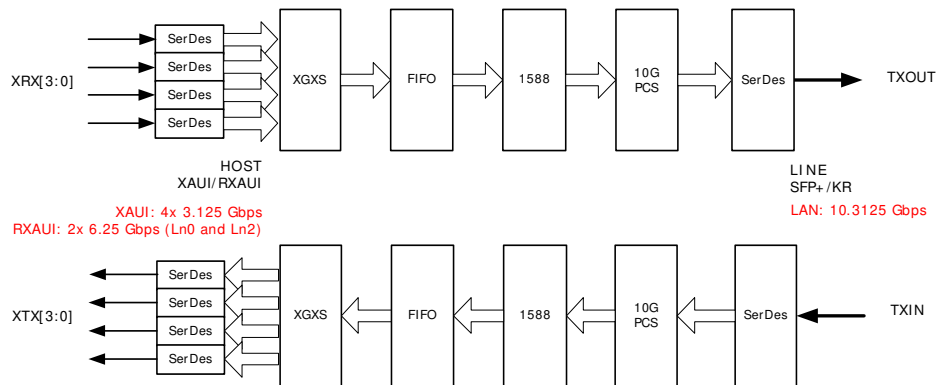 SerDes
SerDes
SerDes
SerDes
XRX[3:0]
XGXS
FIFO
1588
10G
PCS
SerDes
TXOUT
HOST
XAUI/RXAUI
XAUI: 4x 3.125 Gbps
RXAUI: 2x 6.25 Gbps (Ln0 and Ln2)
LINE
SFP+/KR
LAN: 10.3125 Gbps
SerDes
SerDes
SerDes
SerDes
XTX[3:0]
XGXS
FIFO
1588
10G
PCS
SerDes
TXIN